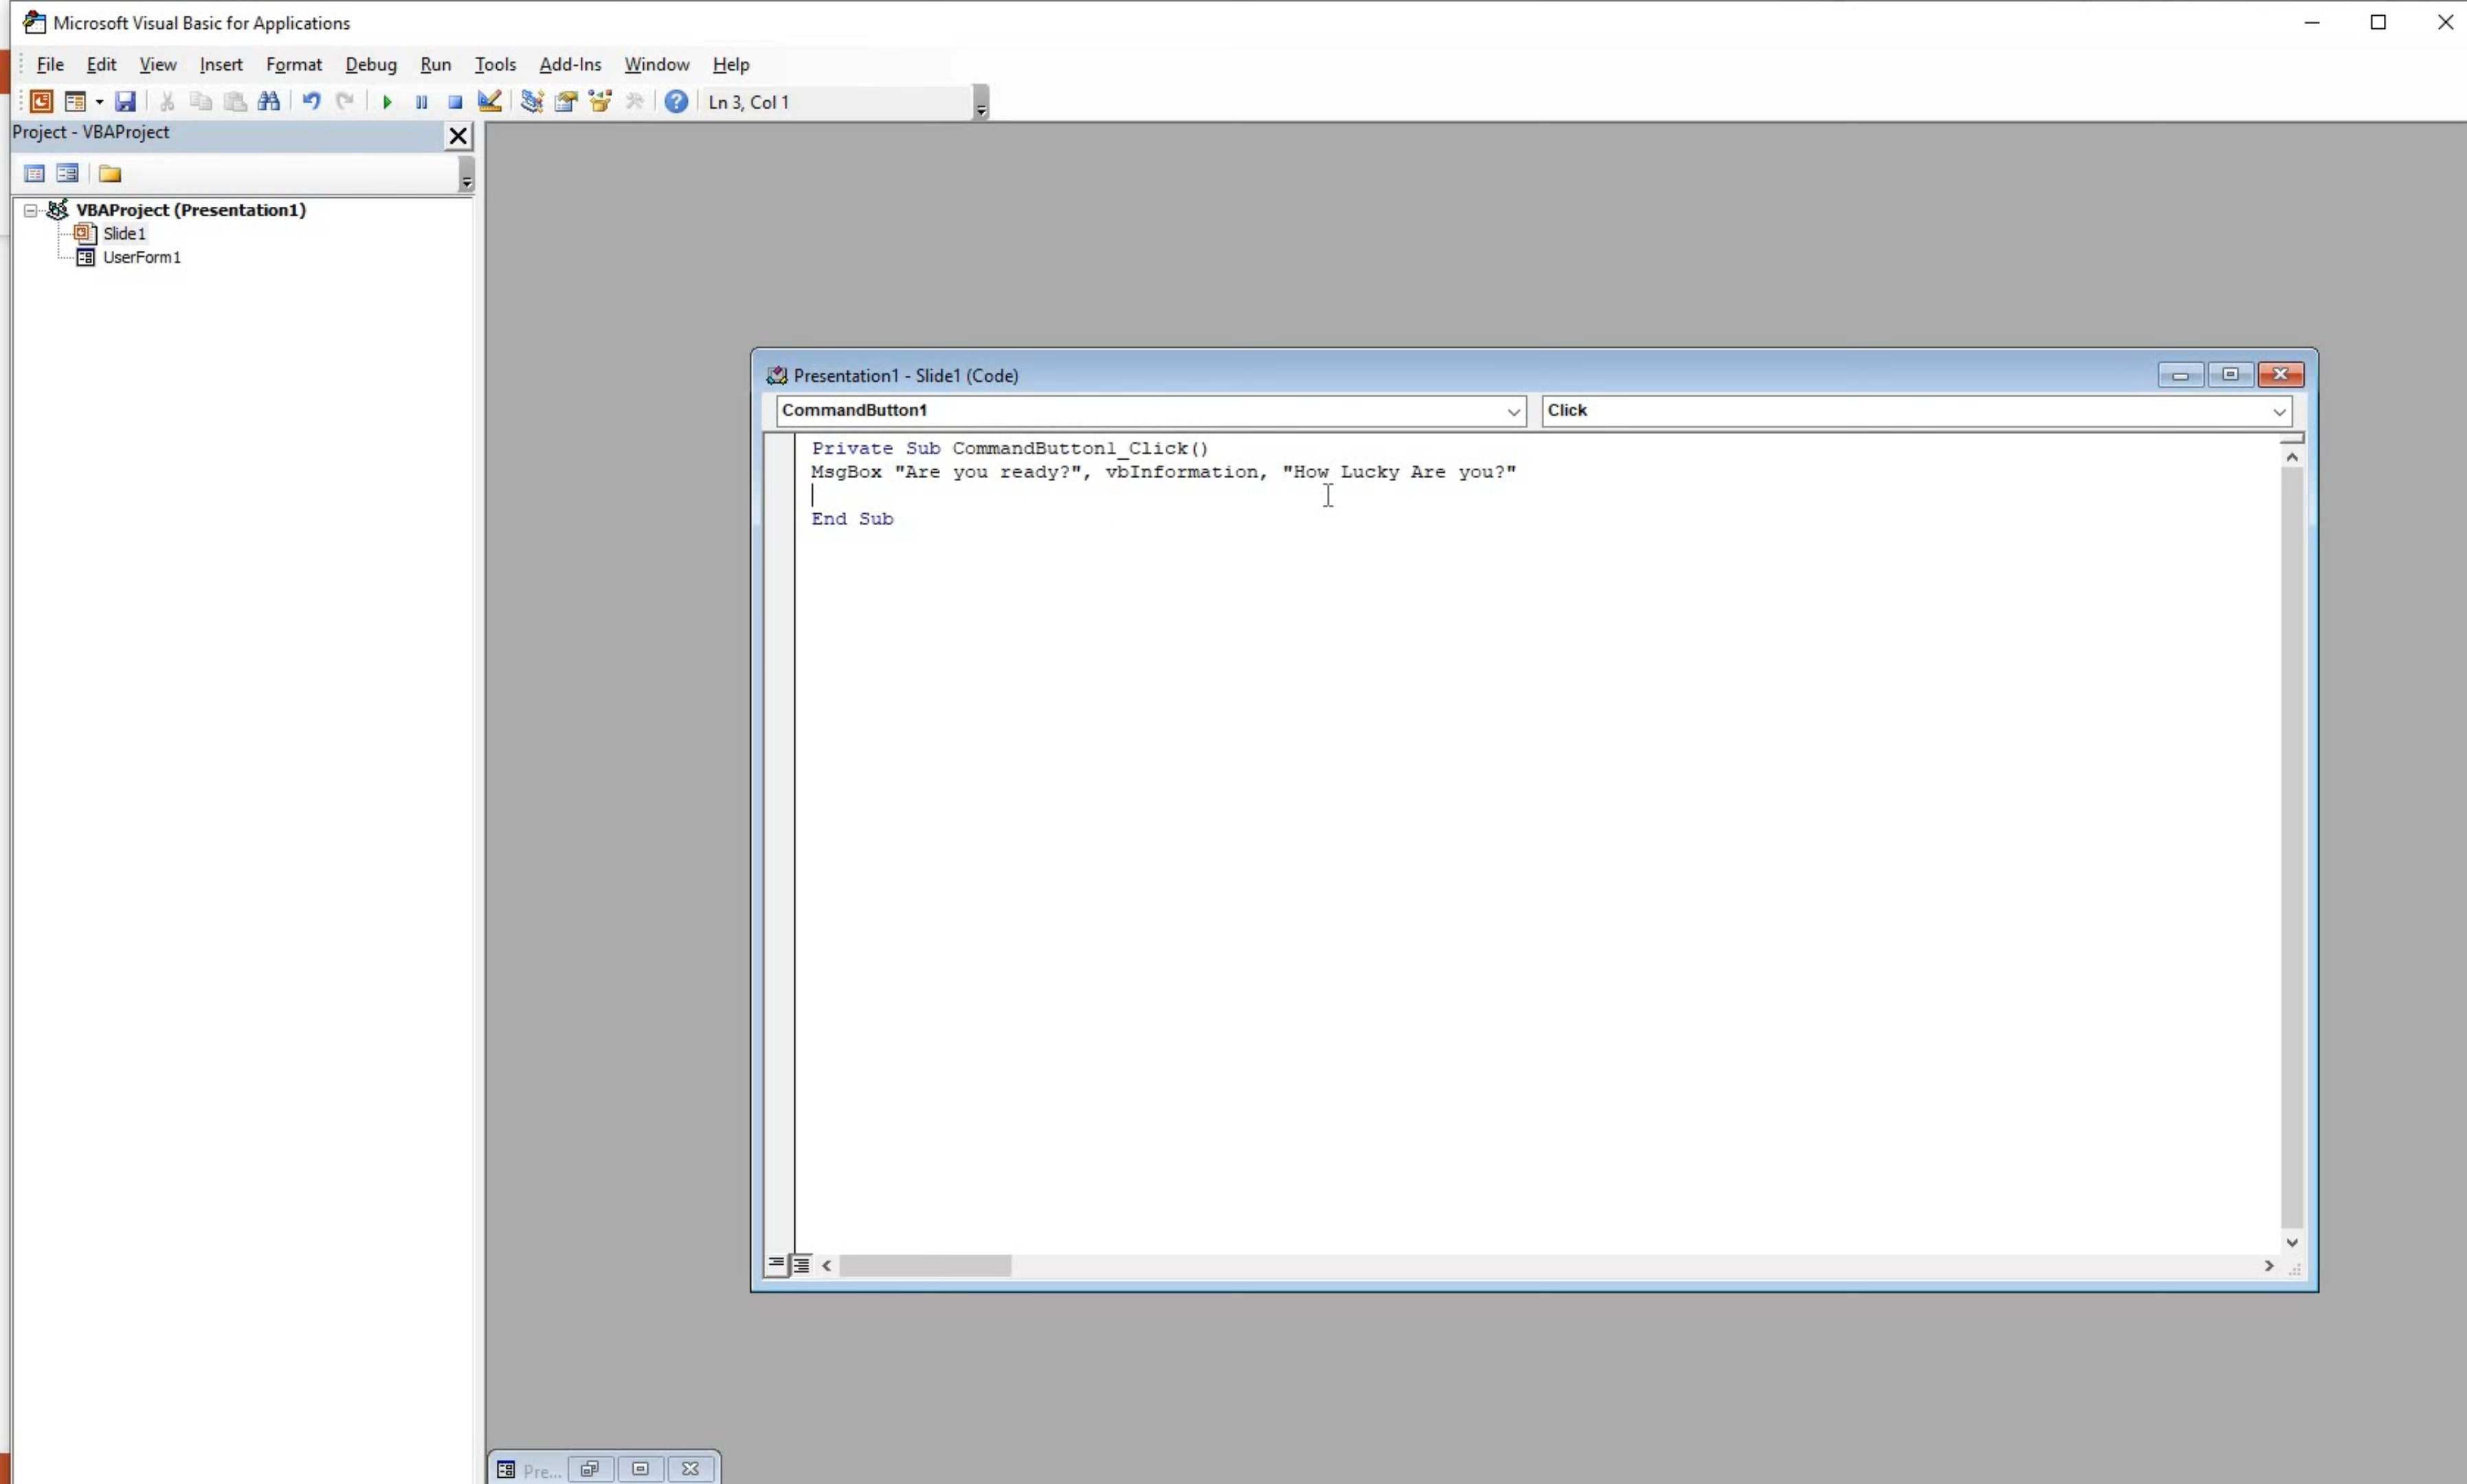 Microsoft Visual Basic for Applications
File Edit View Insert Format Debug Run Tools Add-Ins Window Help
Ln 3, Col 1
Project - VBAProject
VBAProject (Presentation1)
Slide1
UserForm1
Presentation1 - Slide1 (Code)
CommandButton1 Click
Private Sub CommandButton1_Click()
MsgBox "Are you ready?", vbInformation, "How Lucky Are you?"
End Sub
Pre...